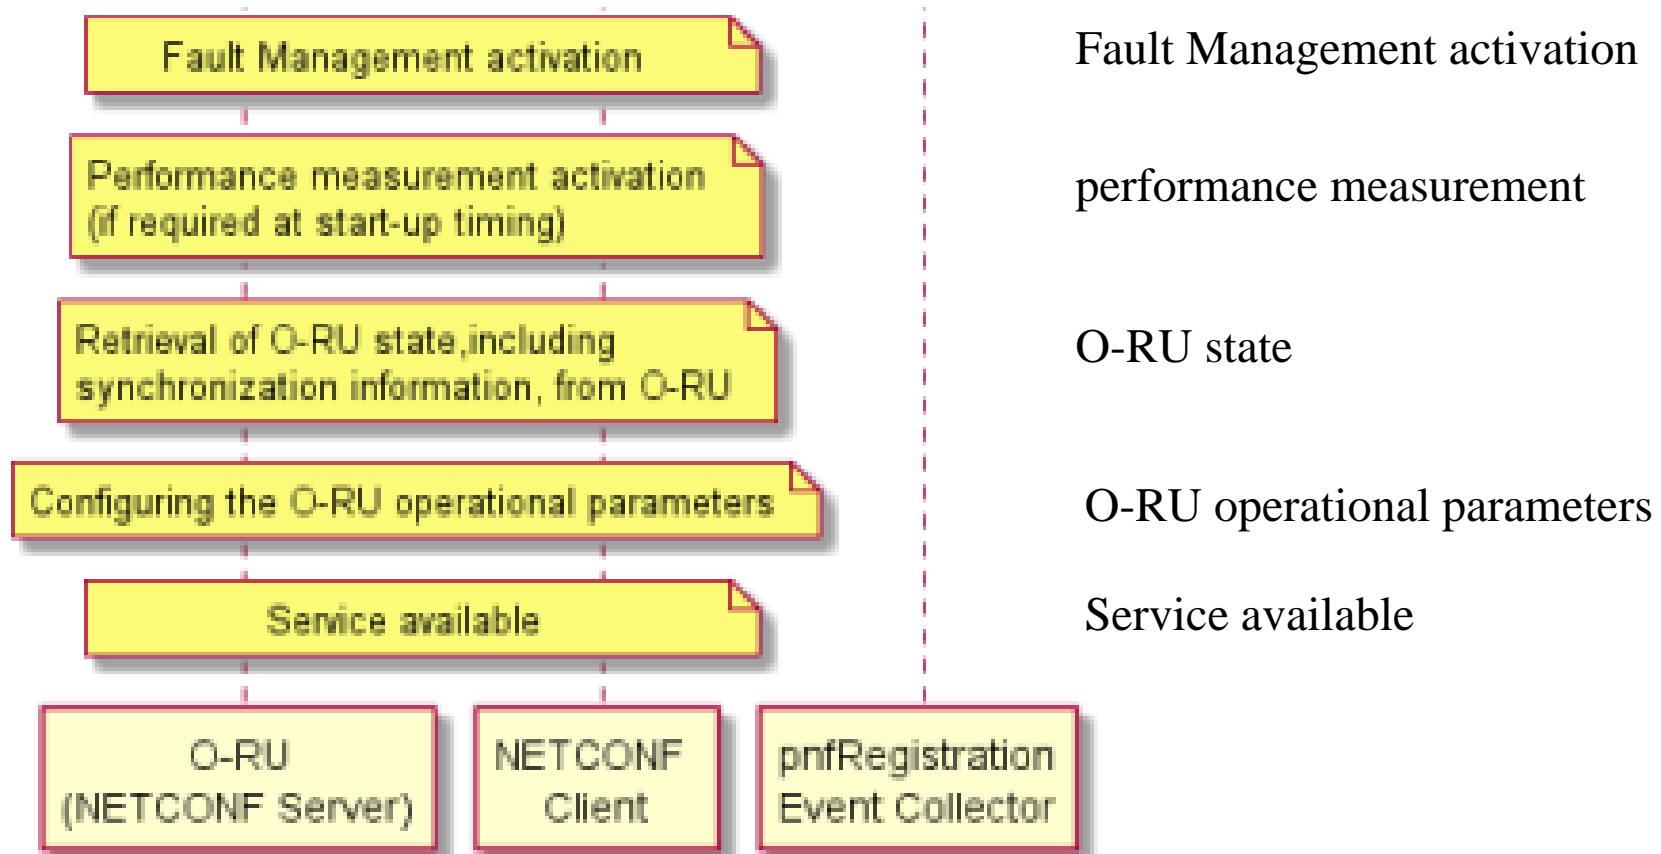 Fault Management activation
Fault Management activation
Performance measurement activation
(if required at start-up timing)
performance measurement
Retrieval of O-RU state,including
synchronization information, from O-RU
O-RU state
Configuring the O-RU operational parameters
O-RU operational parameters
Service available
Service available
O-RU
(NETCONF Server)
NETCONF
Client
pnfRegistration
Event Collector